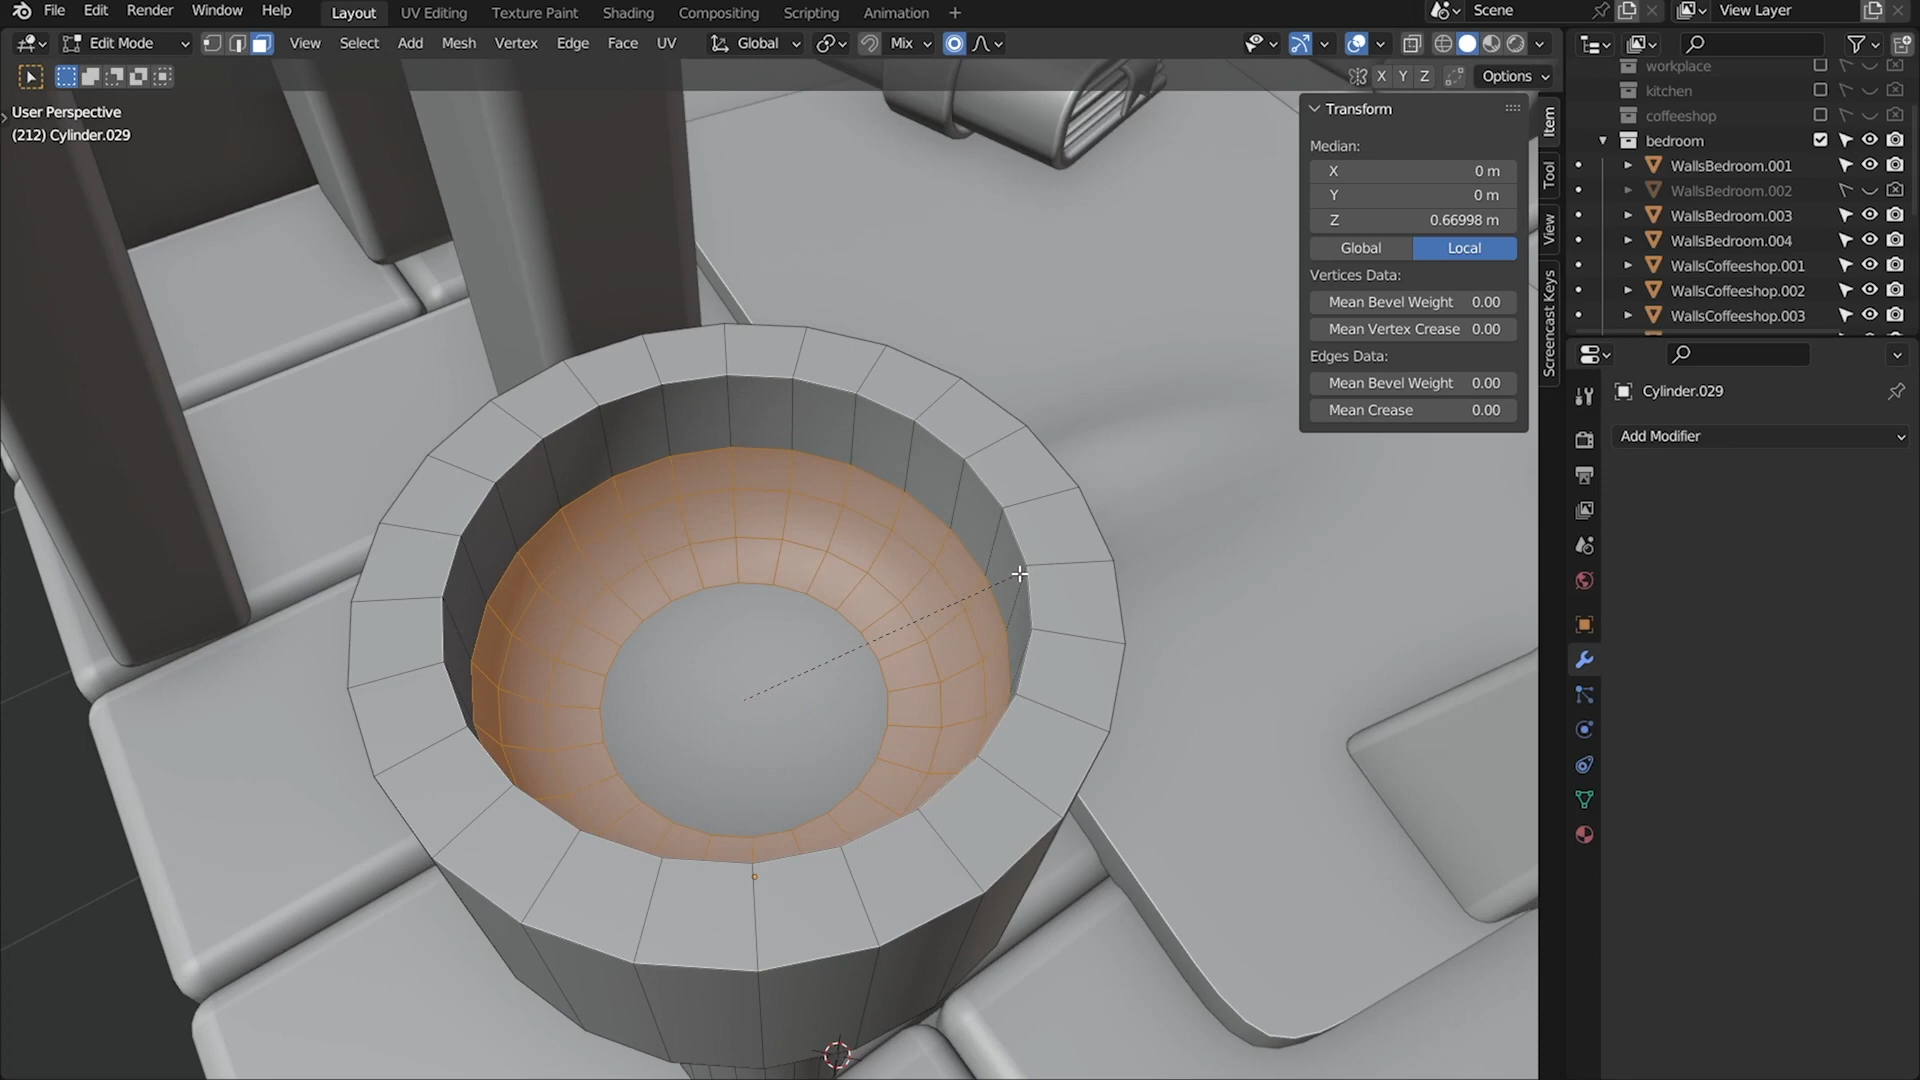 File Edit Render Window Help Layout UV Editing Texture Paint Shading Compositing Scripting Animation + Scene View Layer
Edit Mode View Select Add Mesh Vertex Edge Face UV Global Mix
X Y Z Options
User Perspective
(212) Cylinder.029
Transform
Median:
X 0 m
Y 0 m
Z 0.66998 m
Global Local
Vertices Data:
Mean Bevel Weight 0.00
Mean Vertex Crease 0.00
Edges Data:
Mean Bevel Weight 0.00
Mean Crease 0.00
Item
Tool
View
Screencast Keys
workplace
kitchen
coffeeshop
bedroom
WallsBedroom.001
WallsBedroom.002
WallsBedroom.003
WallsBedroom.004
WallsCoffeeshop.001
WallsCoffeeshop.002
WallsCoffeeshop.003
Cylinder.029
Add Modifier